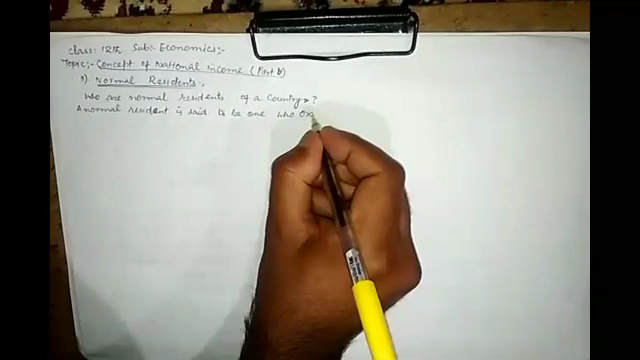 Class: 12th Sub:- Economics:-
Topic:- Concept of National income (Part b)
Normal Residents:-
Who are normal residents of a Country?
A normal resident is said to be one who